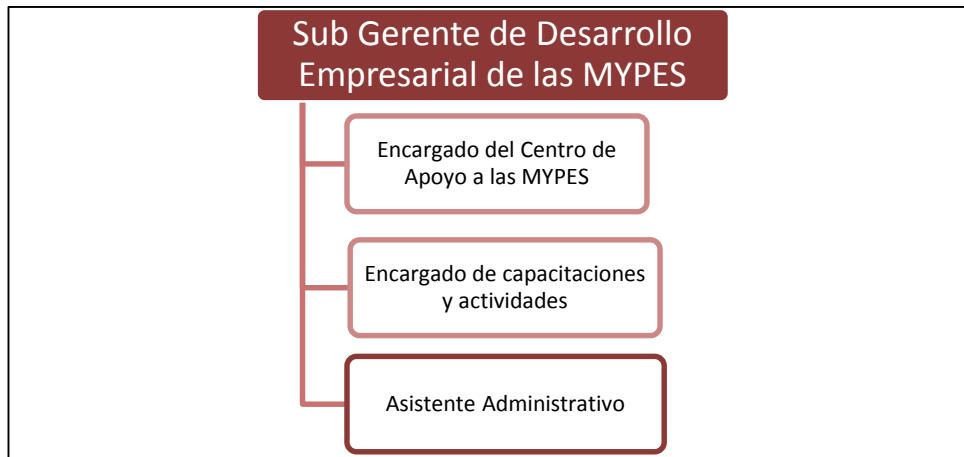 Sub Gerente de Desarrollo
Empresarial de las MYPES
Encargado del Centro de
Apoyo a las MYPES
Encargado de capacitaciones
y actividades
Asistente Administrativo